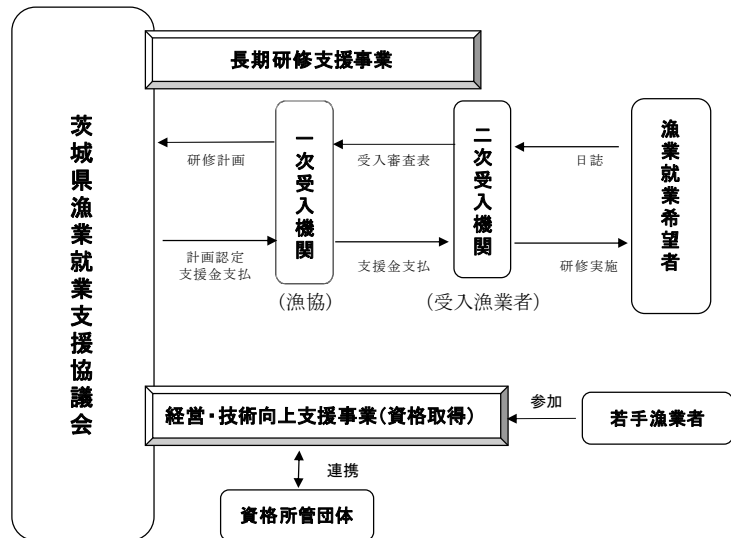 茨城県漁業就業支援協議会
長期研修支援事業
研修計画
一次受入機関
受入審査表
二次受入機関
日誌
漁業就業希望者
計画認定
支援金支払
支援金支払
研修実施
(漁協)
(受入漁業者)
経営・技術向上支援事業(資格取得)
参加
若手漁業者
連携
資格所管団体